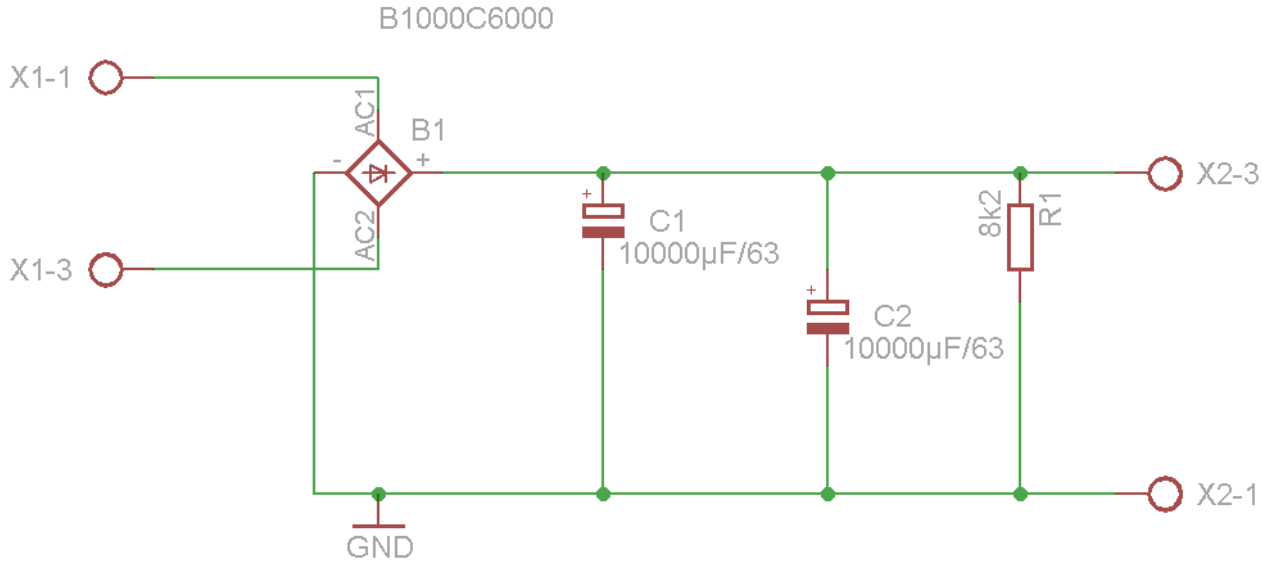 B1000C6000
X1-1
AC1
B1
- +
X2-3
+
C1
10000µF/63
8k2
R1
AC2
X1-3
+
C2
10000µF/63
X2-1
GND